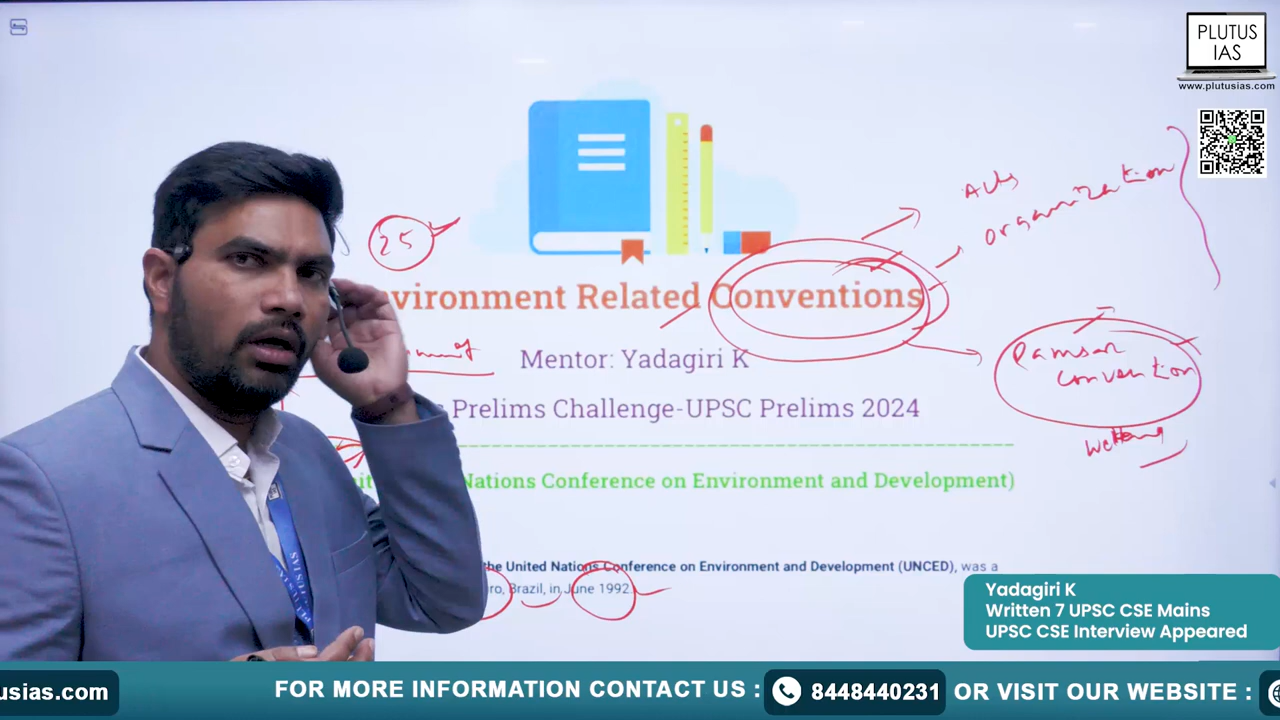 PLUTUS
IAS
www.plutusias.com
Acts
organization
25
vironment Related Conventions
Mentor: Yadagiri K
Ramsar
convention
Prelims Challenge-UPSC Prelims 2024
Nations Conference on Environment and Development)
the United Nations Conference on Environment and Development (UNCED), was a
ro, Brazil, in June 1992.
Yadagiri K
Written 7 UPSC CSE Mains
UPSC CSE Interview Appeared
usias.com FOR MORE INFORMATION CONTACT US : 8448440231 OR VISIT OUR WEBSITE :